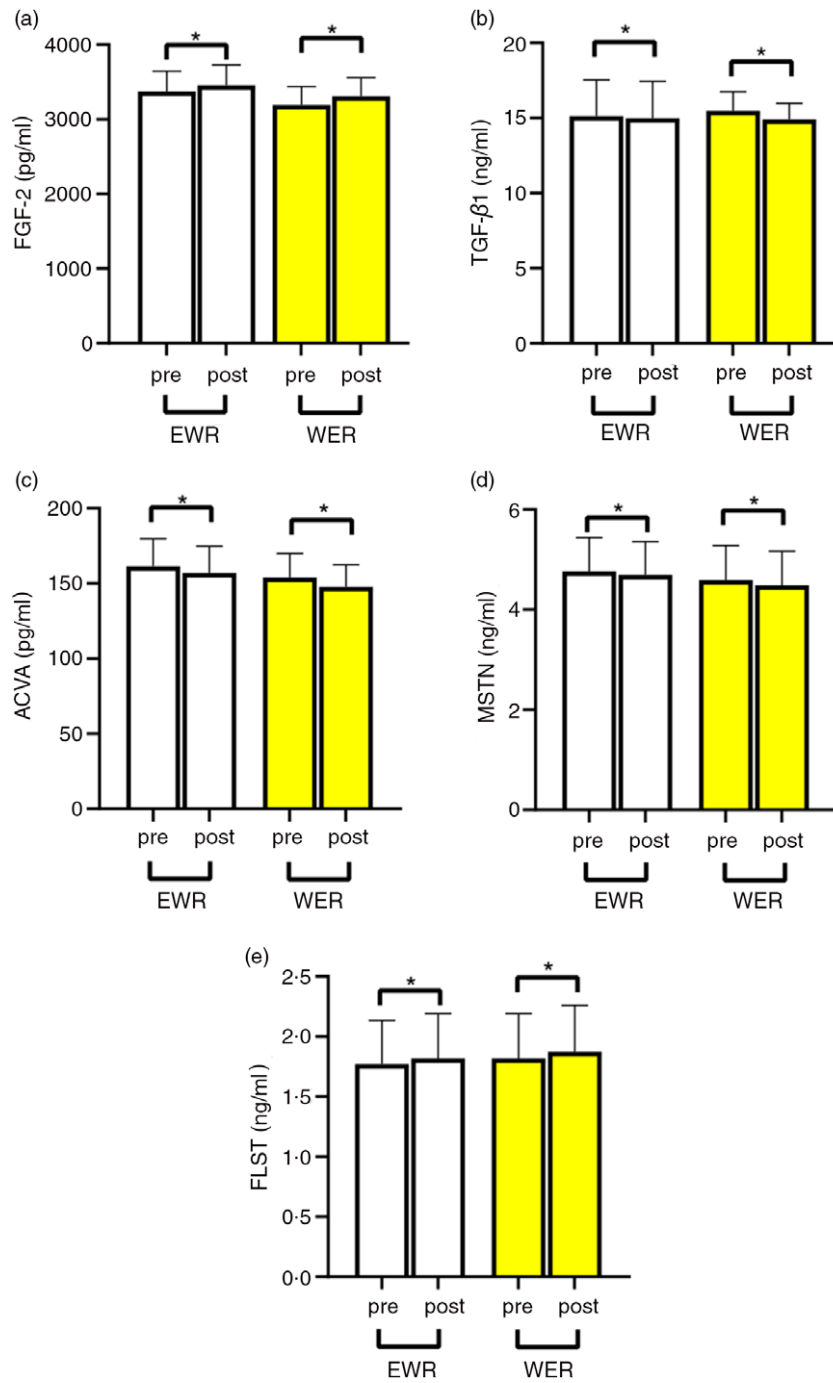 (a)
*
*
4000
3000
2000
1000
0
FGF-2 (pg/ml)
pre
post
pre
post
EWR
WER
(b)
*
*
20
15
10
5
0
TGF-β1 (ng/ml)
pre
post
pre
post
EWR
WER
(c)
*
*
200
150
100
50
0
ACVA (pg/ml)
pre
post
pre
post
EWR
WER
(d)
*
*
6
4
2
0
MSTN (ng/ml)
pre
post
pre
post
EWR
WER
(e)
*
*
2·5
2·0
1·5
1·0
0·5
0·0
FLST (ng/ml)
pre
post
pre
post
EWR
WER